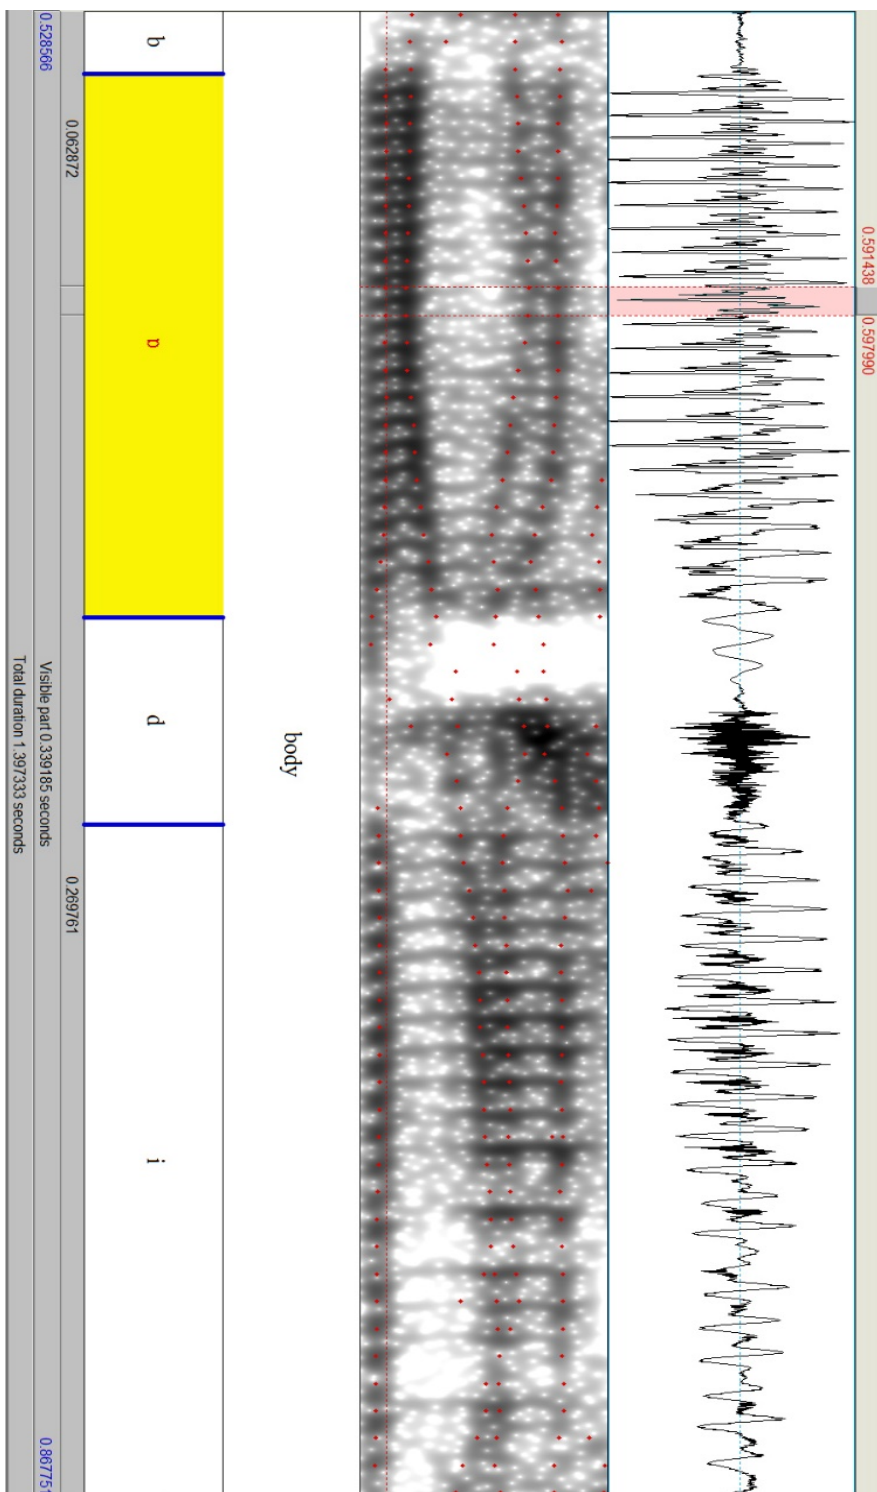 0.591438 0.597990
body
b ɒ d i
0.062872 0.269761
0.528566 Visible part 0.339185 seconds 0.867751
Total duration 1.397333 seconds